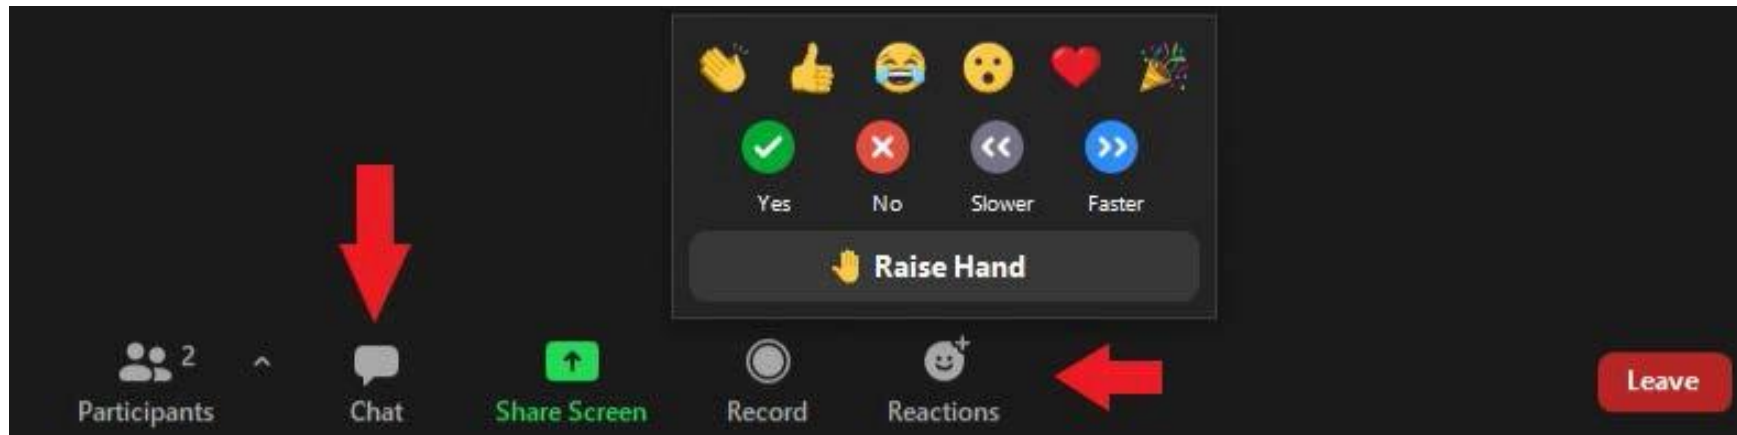 Yes No Slower Faster
Raise Hand
2
Participants Chat Share Screen Record Reactions
Leave